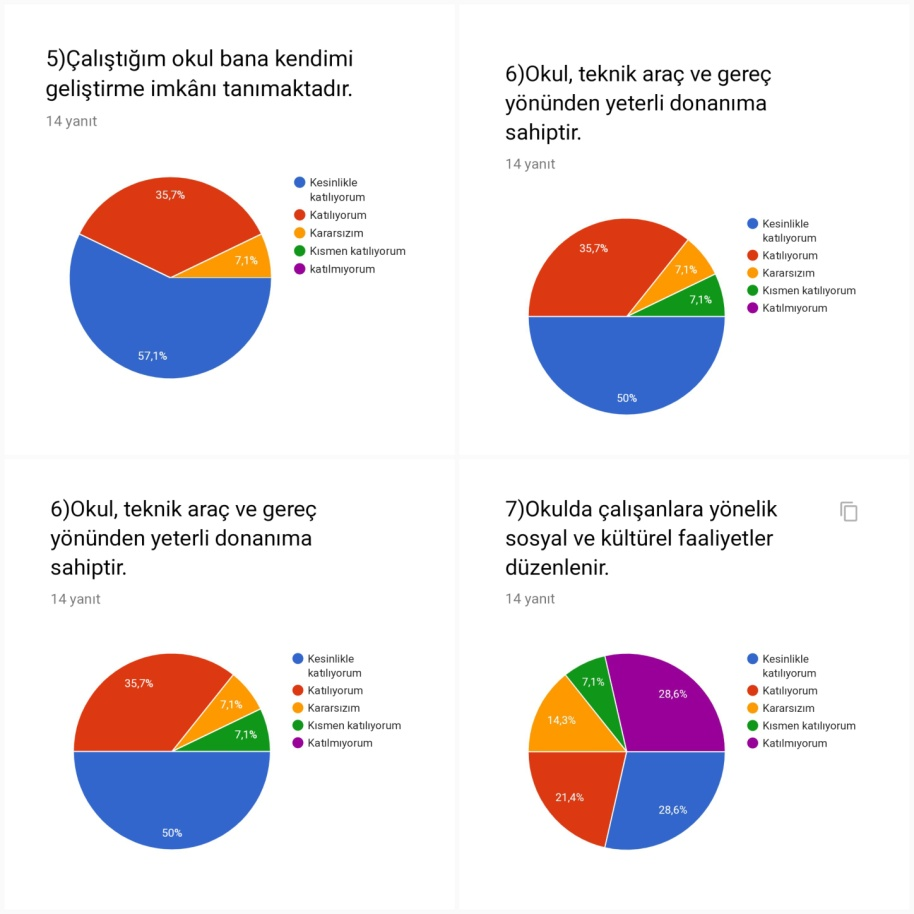 5)Çalıştığım okul bana kendimi
geliştirme imkânı tanımaktadır.
14 yanıt
35,7%
7,1%
57,1%
Kesinlikle
katılıyorum
Katılıyorum
Kararsızım
Kısmen katılıyorum
katılmıyorum
6)Okul, teknik araç ve gereç
yönünden yeterli donanıma
sahiptir.
14 yanıt
35,7%
7,1%
7,1%
50%
Kesinlikle
katılıyorum
Katılıyorum
Kararsızım
Kısmen katılıyorum
Katılmıyorum
6)Okul, teknik araç ve gereç
yönünden yeterli donanıma
sahiptir.
14 yanıt
35,7%
7,1%
7,1%
50%
Kesinlikle
katılıyorum
Katılıyorum
Kararsızım
Kısmen katılıyorum
Katılmıyorum
7)Okulda çalışanlara yönelik
sosyal ve kültürel faaliyetler
düzenlenir.
14 yanıt
7,1%
28,6%
14,3%
21,4%
28,6%
Kesinlikle
katılıyorum
Katılıyorum
Kararsızım
Kısmen katılıyorum
Katılmıyorum